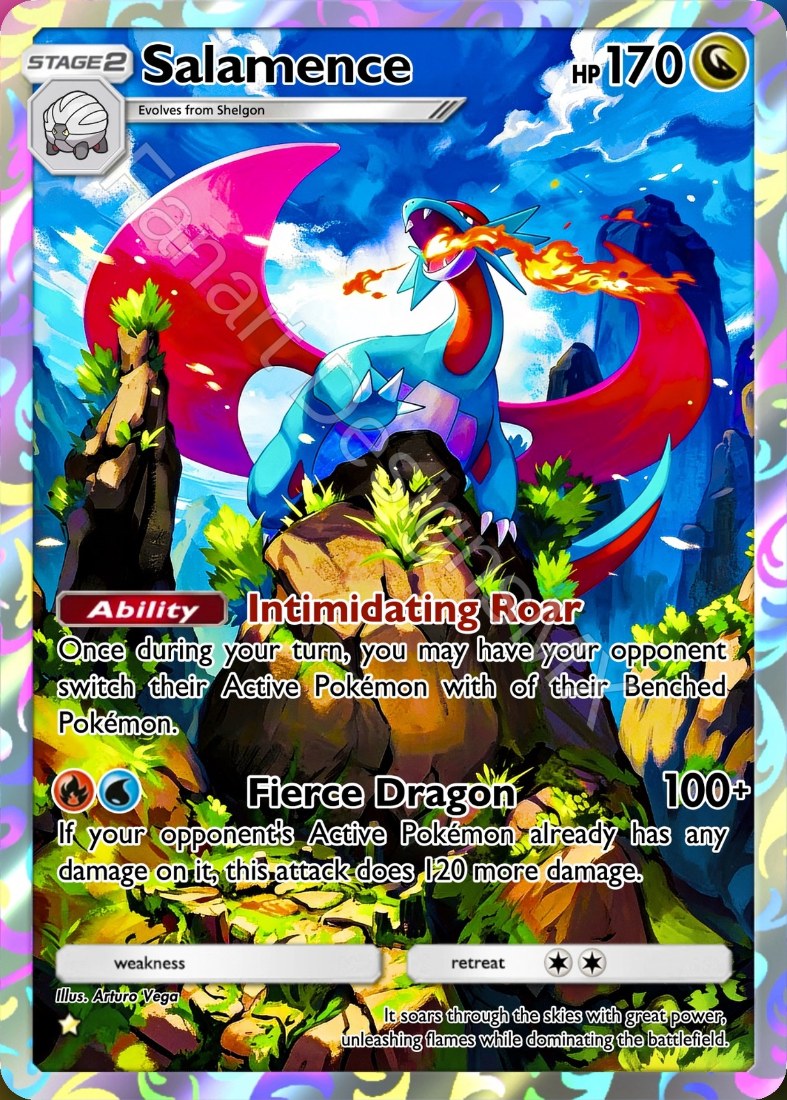 STAGE2 Salamence HP170
Evolves from Shelgon
Fanart Designs
Ability Intimidating Roar
Once during your turn, you may have your opponent
switch their Active Pokémon with of their Benched
Pokémon.
Fierce Dragon 100+
If your opponent's Active Pokémon already has any
damage on it, this attack does 120 more damage.
weakness retreat
Illus. Arturo Vega
It soars through the skies with great power,
unleashing flames while dominating the battlefield.